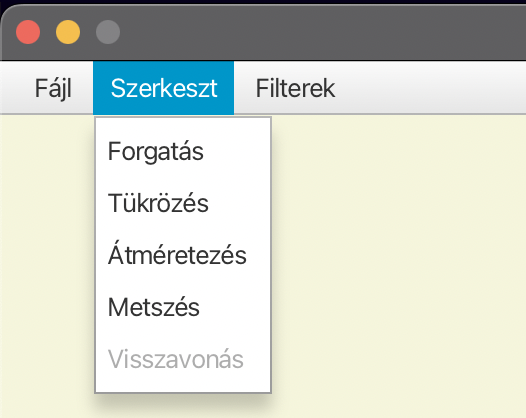 Fájl Szerkeszt Filterek
Forgatás
Tükrözés
Átméretezés
Metszés
Visszavonás